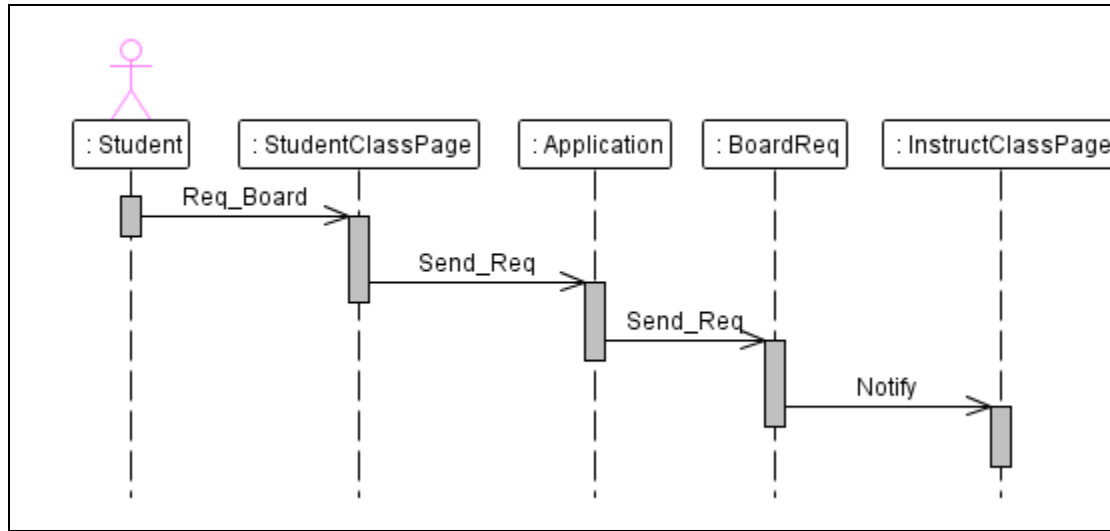 : Student
: StudentClassPage
: Application
: BoardReq
: InstructClassPage
Req_Board
Send_Req
Send_Req
Notify